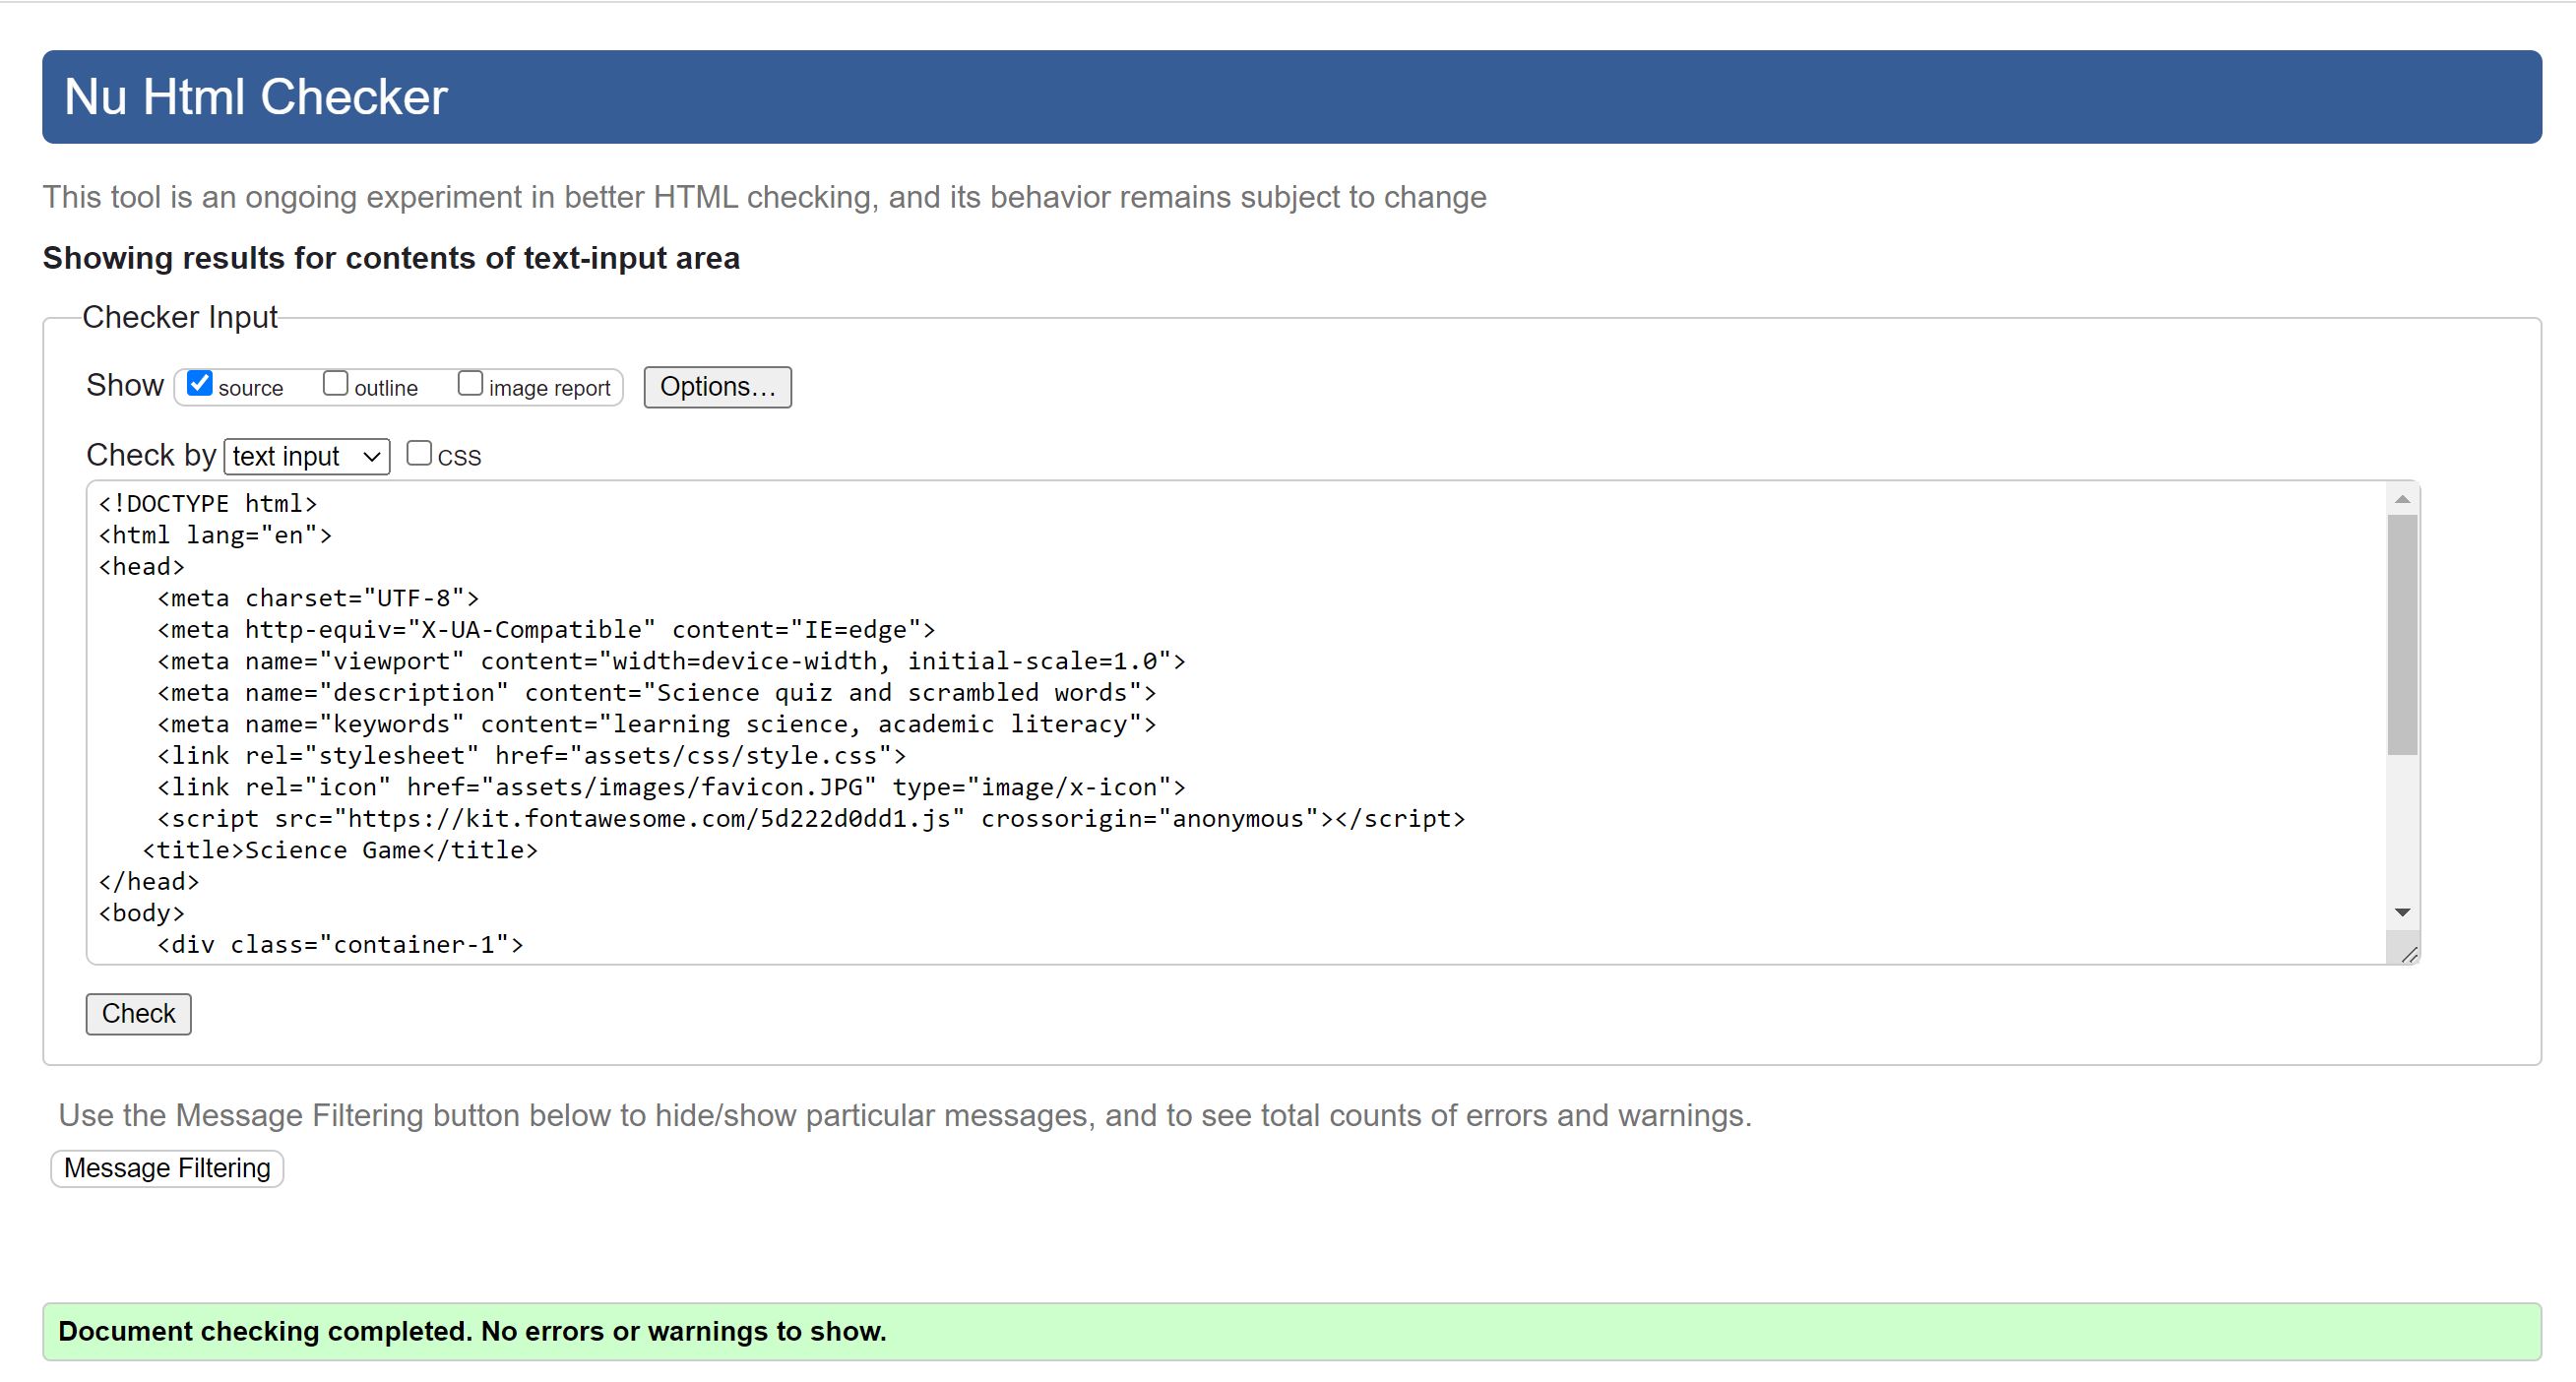 Nu Html Checker
This tool is an ongoing experiment in better HTML checking, and its behavior remains subject to change
Showing results for contents of text-input area
Checker Input
Show source outline image report Options...
Check by text input CSS
<!DOCTYPE html>
<html lang="en">
<head>
    <meta charset="UTF-8">
    <meta http-equiv="X-UA-Compatible" content="IE=edge">
    <meta name="viewport" content="width=device-width, initial-scale=1.0">
    <meta name="description" content="Science quiz and scrambled words">
    <meta name="keywords" content="learning science, academic literacy">
    <link rel="stylesheet" href="assets/css/style.css">
    <link rel="icon" href="assets/images/favicon.JPG" type="image/x-icon">
    <script src="https://kit.fontawesome.com/5d222d0dd1.js" crossorigin="anonymous"></script>
   <title>Science Game</title>
</head>
<body>
    <div class="container-1">
Check
Use the Message Filtering button below to hide/show particular messages, and to see total counts of errors and warnings.
Message Filtering
Document checking completed. No errors or warnings to show.